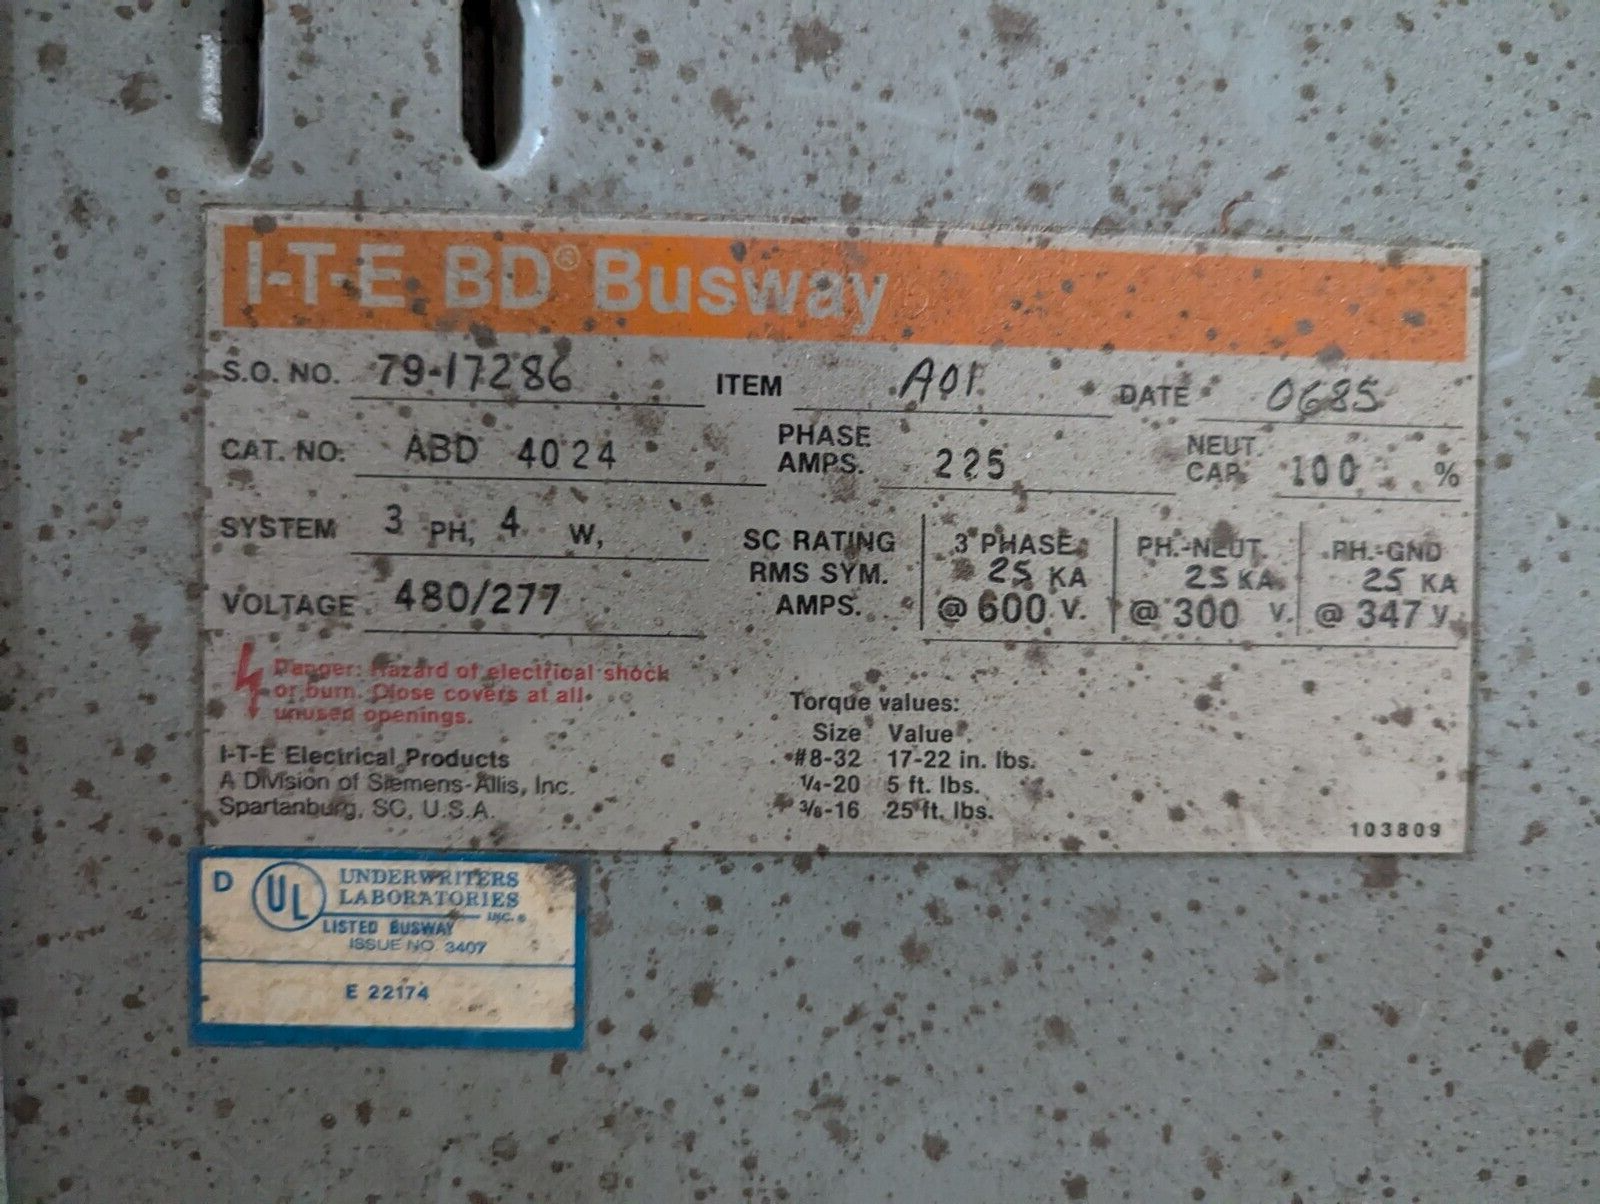 I-T-E BD® Busway
S.O. NO. 79-17286 ITEM A01 DATE 0685
CAT. NO. ABD 4024 PHASE AMPS. 225 NEUT. CAP. 100 %
SYSTEM 3 PH, 4 W,
VOLTAGE 480/277
SC RATING RMS SYM. AMPS.
3 PHASE 25 KA @ 600 V.
PH.-NEUT. 25 KA @ 300 V.
PH.-GND 25 KA @ 347 V.
Danger: Hazard of electrical shock
or burn. Close covers at all
unused openings.
I-T-E Electrical Products
A Division of Siemens-Allis, Inc.
Spartanburg, SC, U.S.A.
Torque values:
Size Value
#8-32 17-22 in. lbs.
1/4-20 5 ft. lbs.
3/8-16 25 ft. lbs.
103809
D UL UNDERWRITERS
LABORATORIES
INC.®
LISTED BUSWAY
ISSUE NO. 3407
E 22174